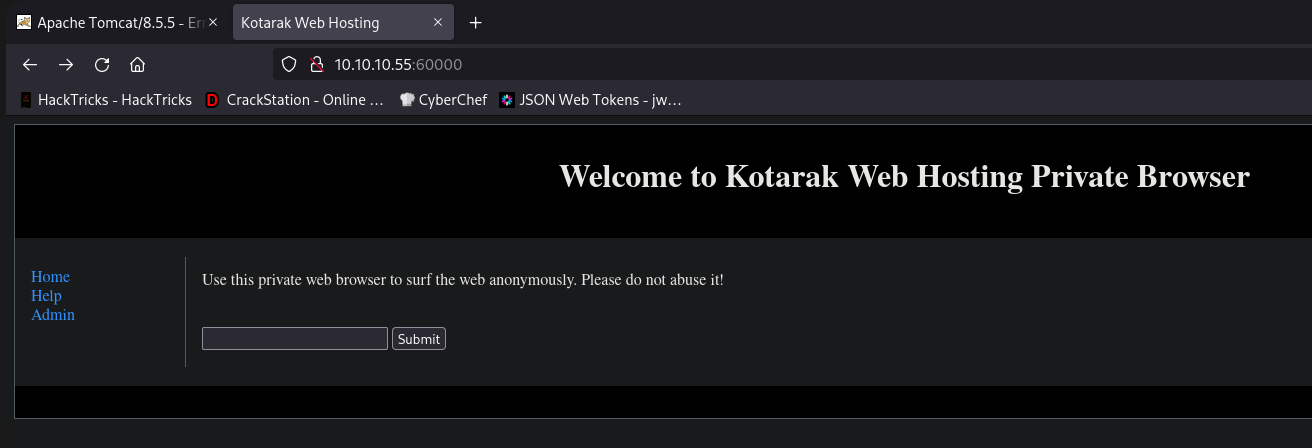 Apache Tomcat/8.5.5 - Err
Kotarak Web Hosting
10.10.10.55:60000
HackTricks - HackTricks
CrackStation - Online ...
CyberChef
JSON Web Tokens - jw...
Welcome to Kotarak Web Hosting Private Browser
Home
Help
Admin
Use this private web browser to surf the web anonymously. Please do not abuse it!
Submit